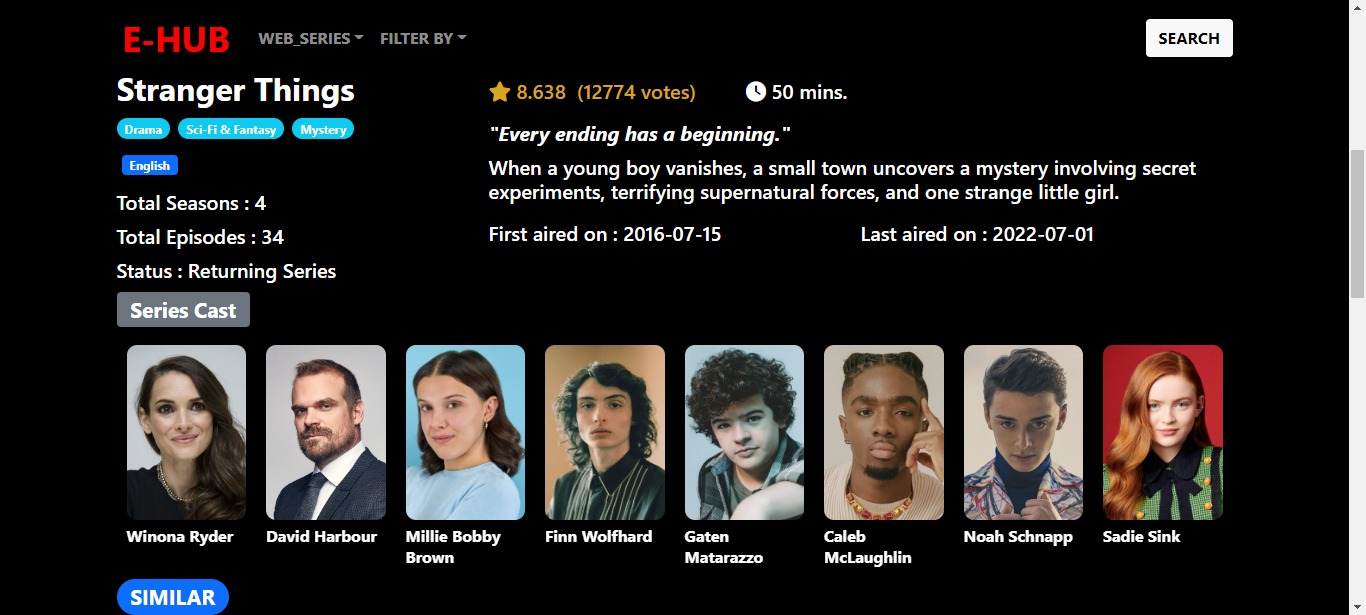 E-HUB WEB_SERIES FILTER BY SEARCH
Stranger Things
Drama Sci-Fi & Fantasy Mystery
English
Total Seasons : 4
Total Episodes : 34
Status : Returning Series
8.638 (12774 votes) 50 mins.
"Every ending has a beginning."
When a young boy vanishes, a small town uncovers a mystery involving secret
experiments, terrifying supernatural forces, and one strange little girl.
First aired on : 2016-07-15 Last aired on : 2022-07-01
Series Cast
Winona Ryder
David Harbour
Millie Bobby
Brown
Finn Wolfhard
Gaten
Matarazzo
Caleb
McLaughlin
Noah Schnapp
Sadie Sink
SIMILAR